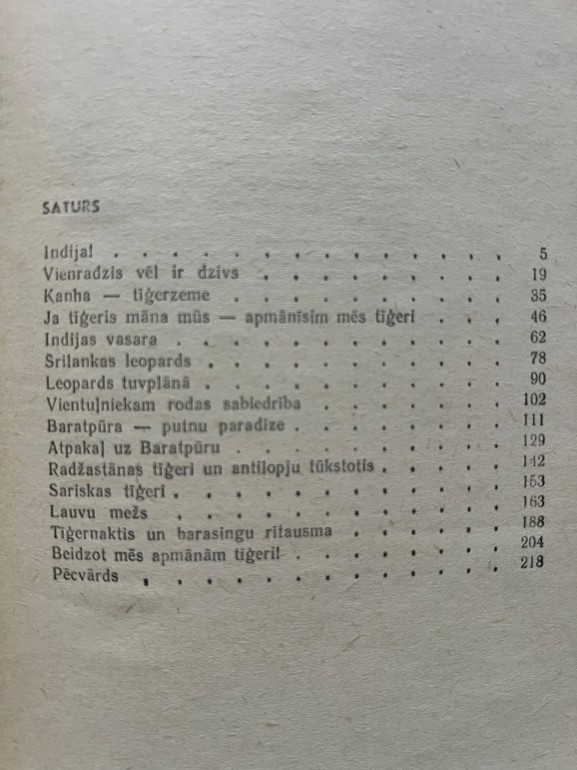 SATURS
Indija! . . . . . . . . . . . . . 5
Vienradzis vēl ir dzīvs . . . . . . . . 19
Kanha — tīģerzeme . . . . . . . . . 35
Ja tīģeris māna mūs — apmānīsim mēs tīģeri . . . 46
Indijas vasara . . . . . . . . . . . 62
Srilankas leopards . . . . . . . . . . 78
Leopards tuvplānā . . . . . . . . . . 90
Vientuļniekam rodas sabiedrība . . . . . . 102
Baratpūra — putnu paradīze . . . . . . . 111
Atpakaļ uz Baratpūru . . . . . . . . . 129
Radžastānas tīģeri un antilopju tūkstotis . . . . 142
Sariskas tīģeri . . . . . . . . . . . 153
Lauvu mežs . . . . . . . . . . . . 163
Tīģernaktis un barasingu rītausma . . . . . 188
Beidzot mēs apmānām tīģeri! . . . . . . . 204
Pēcvārds . . . . . . . . . . . . 218